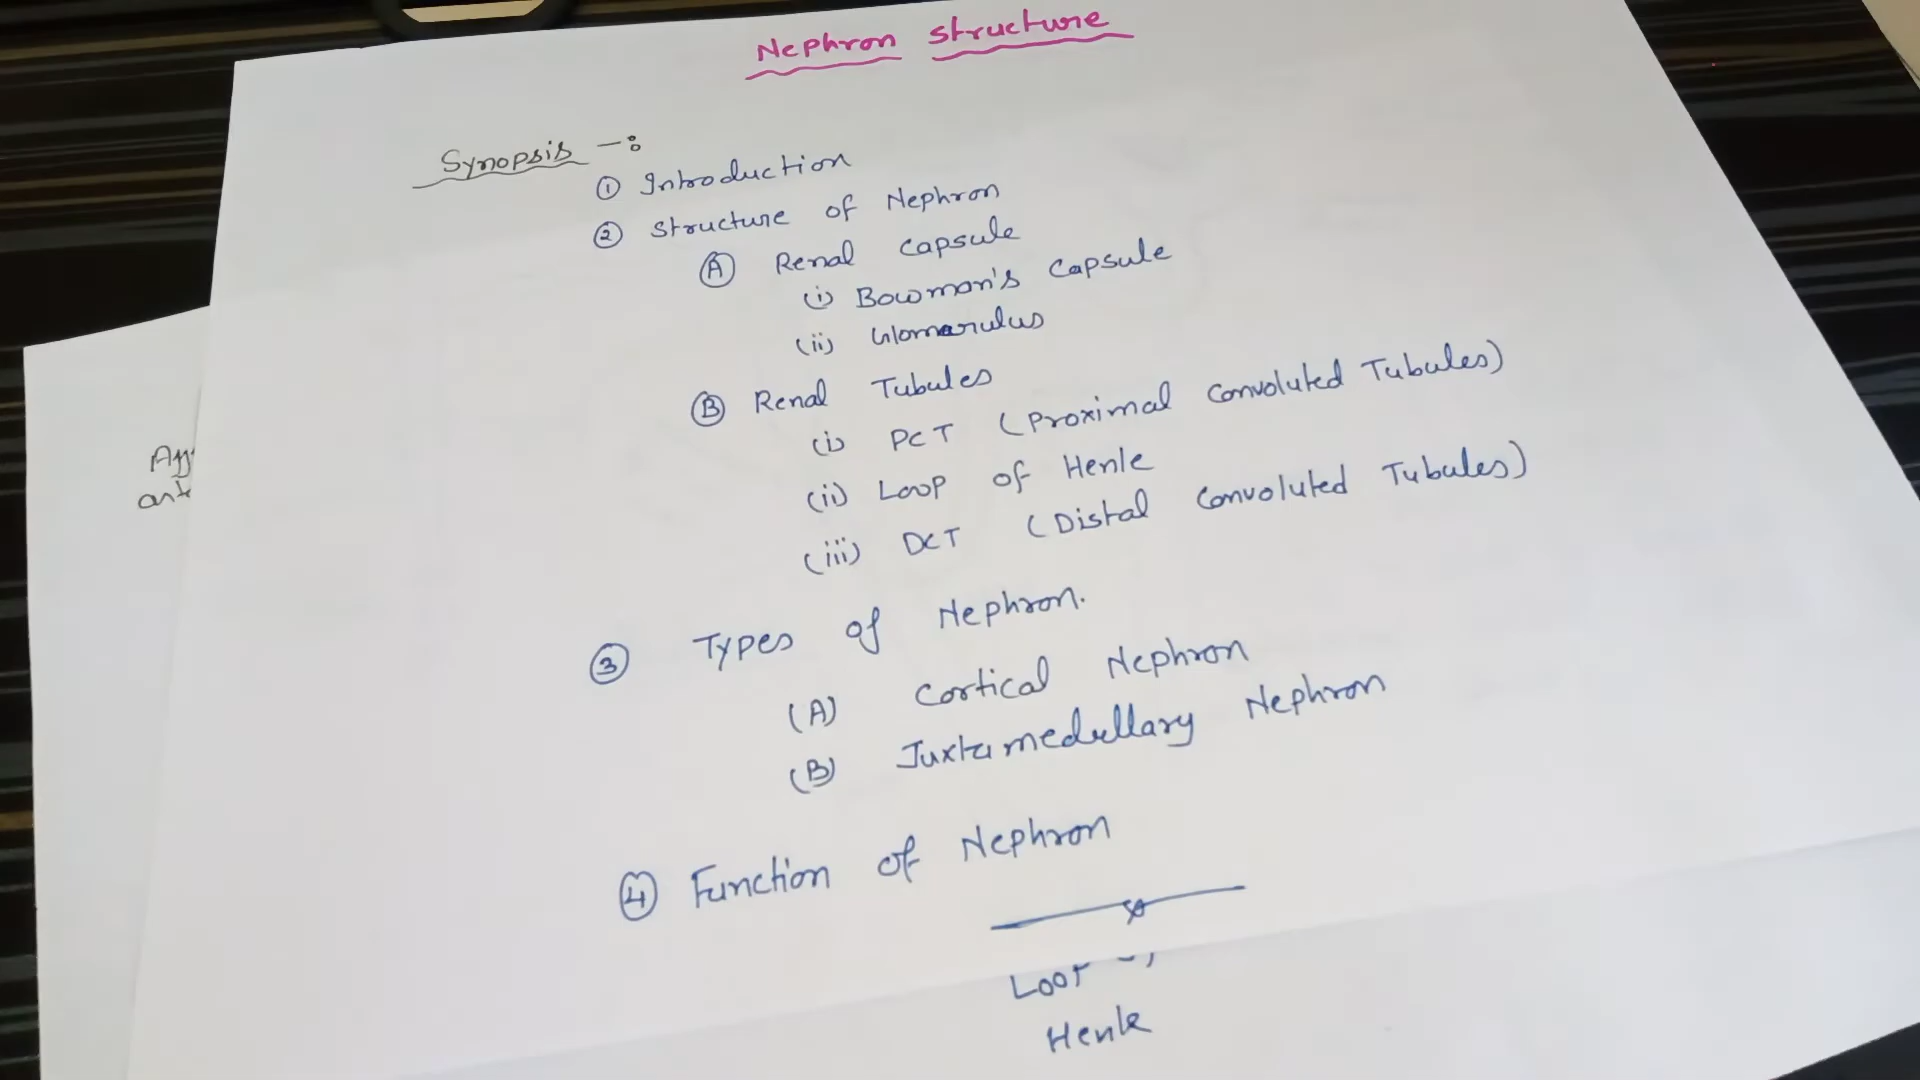 Nephron structure
Synopsis -:
① Introduction
② Structure of Nephron
Ⓐ Renal capsule
(i) Bowman's Capsule
(ii) Glomarulus
Ⓑ Renal Tubules
(i) PCT (Proximal Convoluted Tubules)
(ii) Loop of Henle
(iii) DCT (Distal Convoluted Tubules)
③ Types of Nephron.
(A) Cortical Nephron
(B) Juxtamedullary Nephron
④ Function of Nephron
Henle